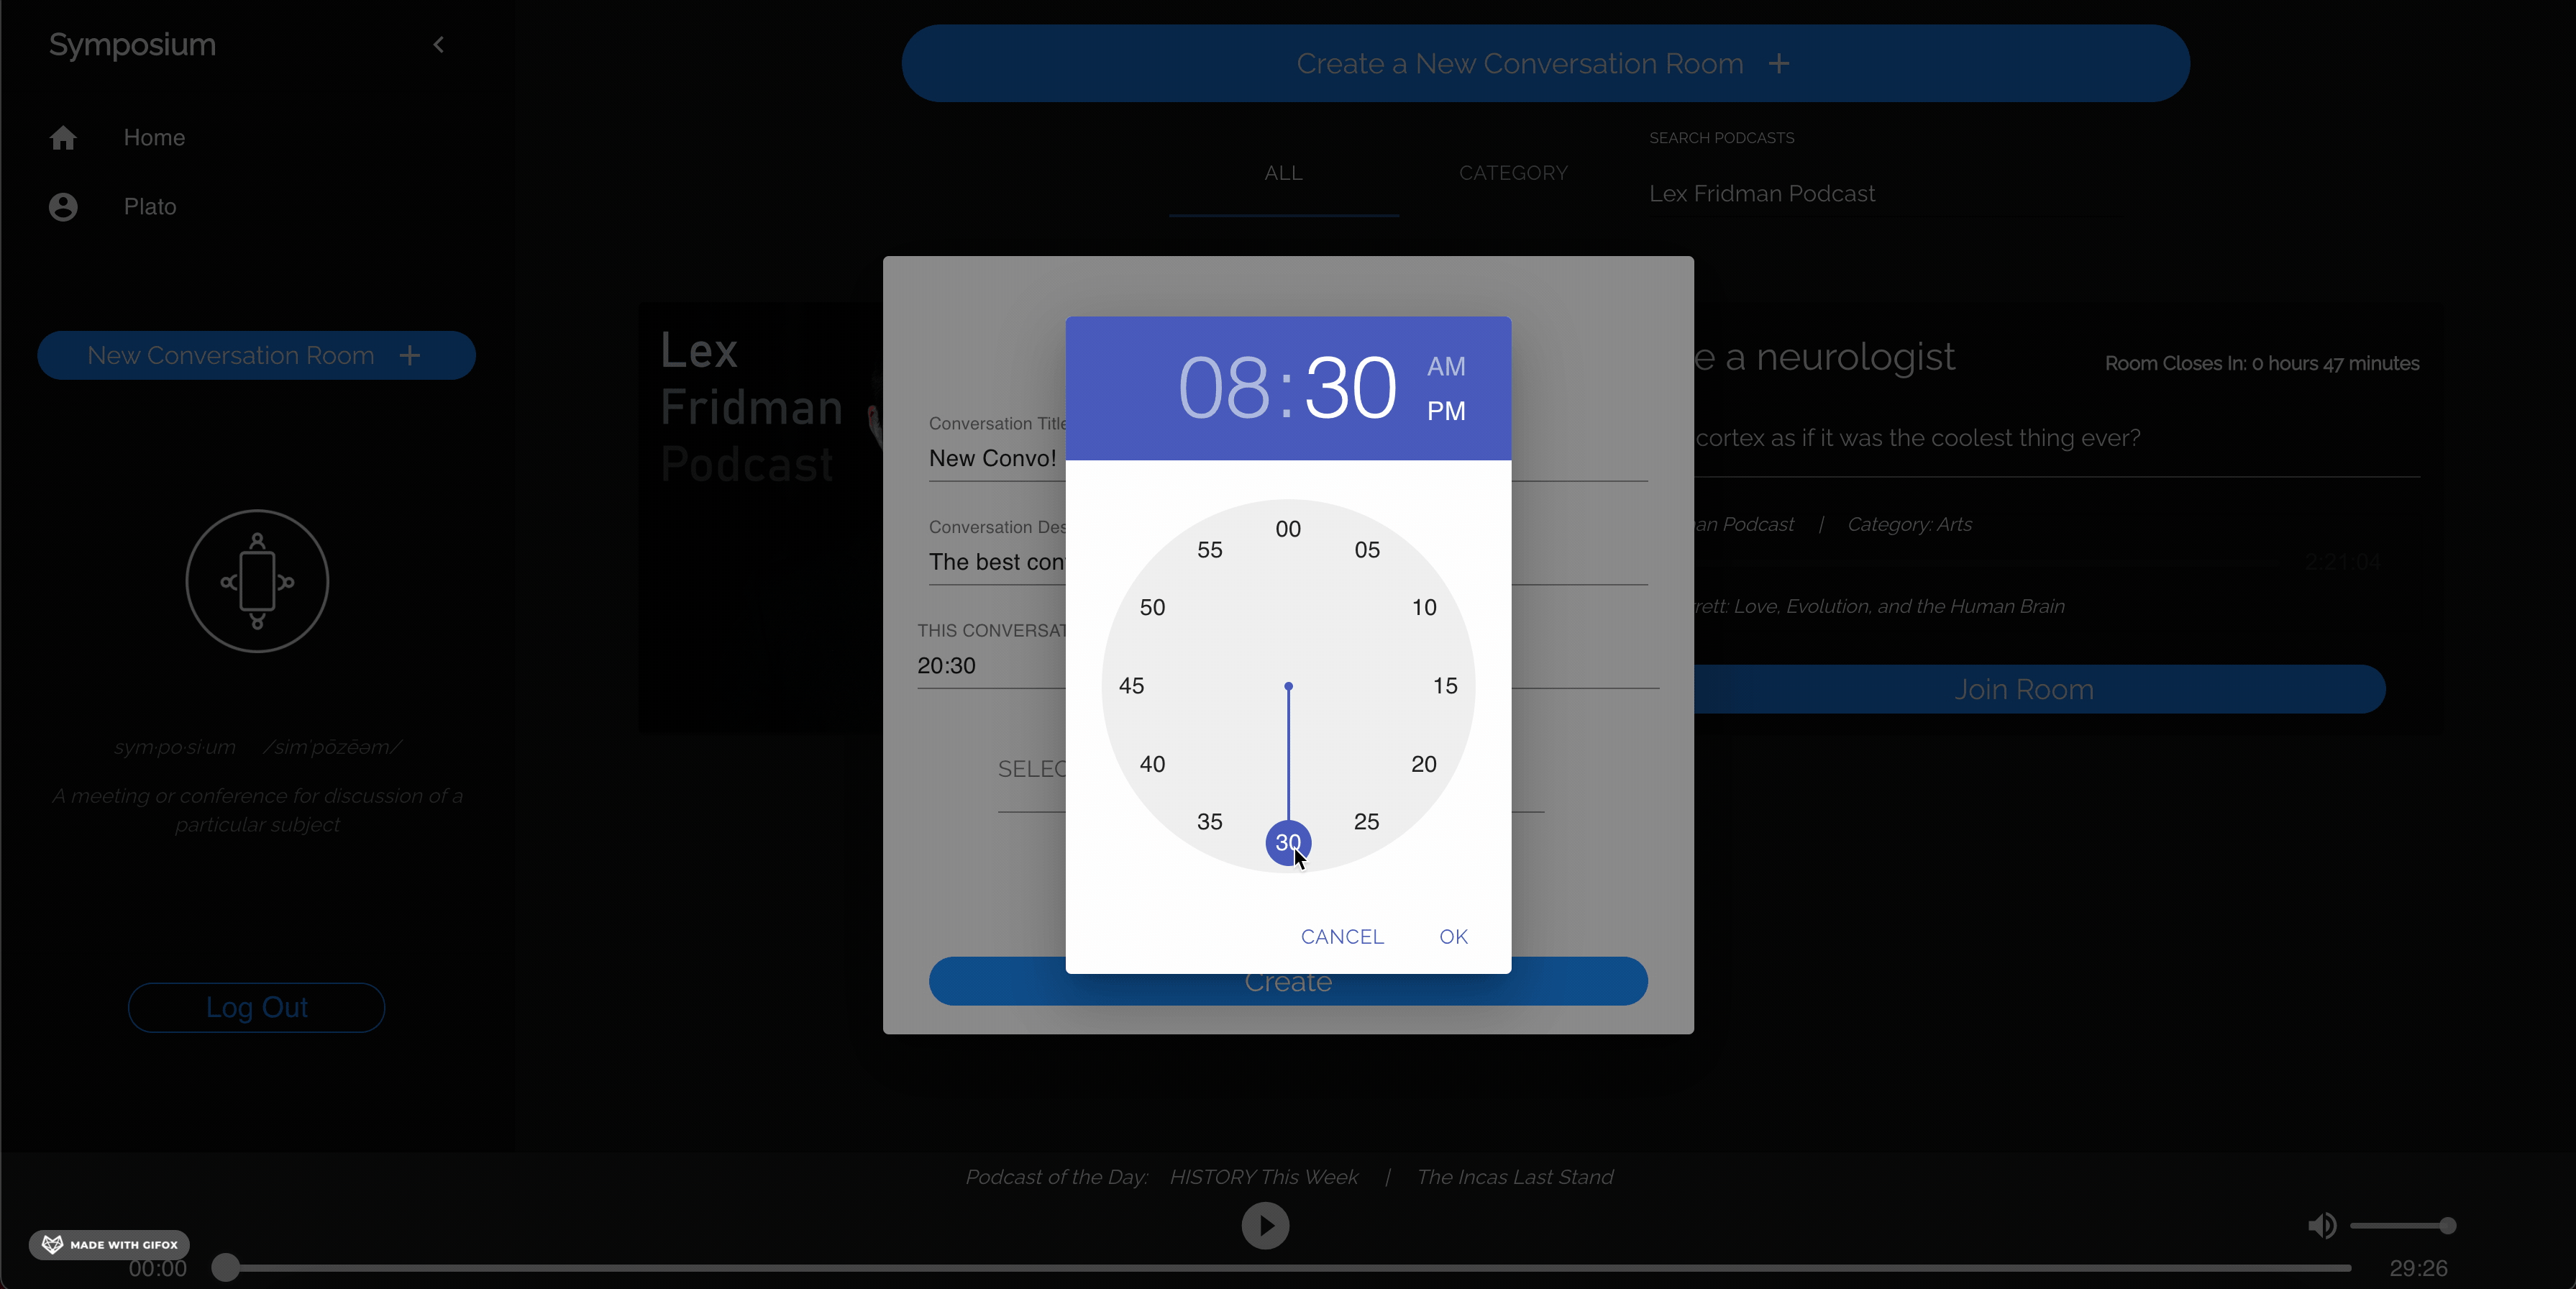 Symposium
Home
Plato
New Conversation Room
sym·po·si·um /simˈpōzēəm/
A meeting or conference for discussion of a
particular subject
Log Out
Create a New Conversation Room
ALL
CATEGORY
SEARCH PODCASTS
Lex Fridman Podcast
Lex
Fridman
Podcast
e a neurologist
Room Closes In: 0 hours 47 minutes
cortex as if it was the coolest thing ever?
an Podcast | Category: Arts
2:21:04
rett: Love, Evolution, and the Human Brain
Join Room
Conversation Title
New Convo!
Conversation Des
The best con
THIS CONVERSAT
20:30
SELEC
Create
08:30
AM
PM
00
05
10
15
20
25
30
35
40
45
50
55
CANCEL
OK
Podcast of the Day: HISTORY This Week | The Incas Last Stand
MADE WITH GIFOX
00:00
29:26